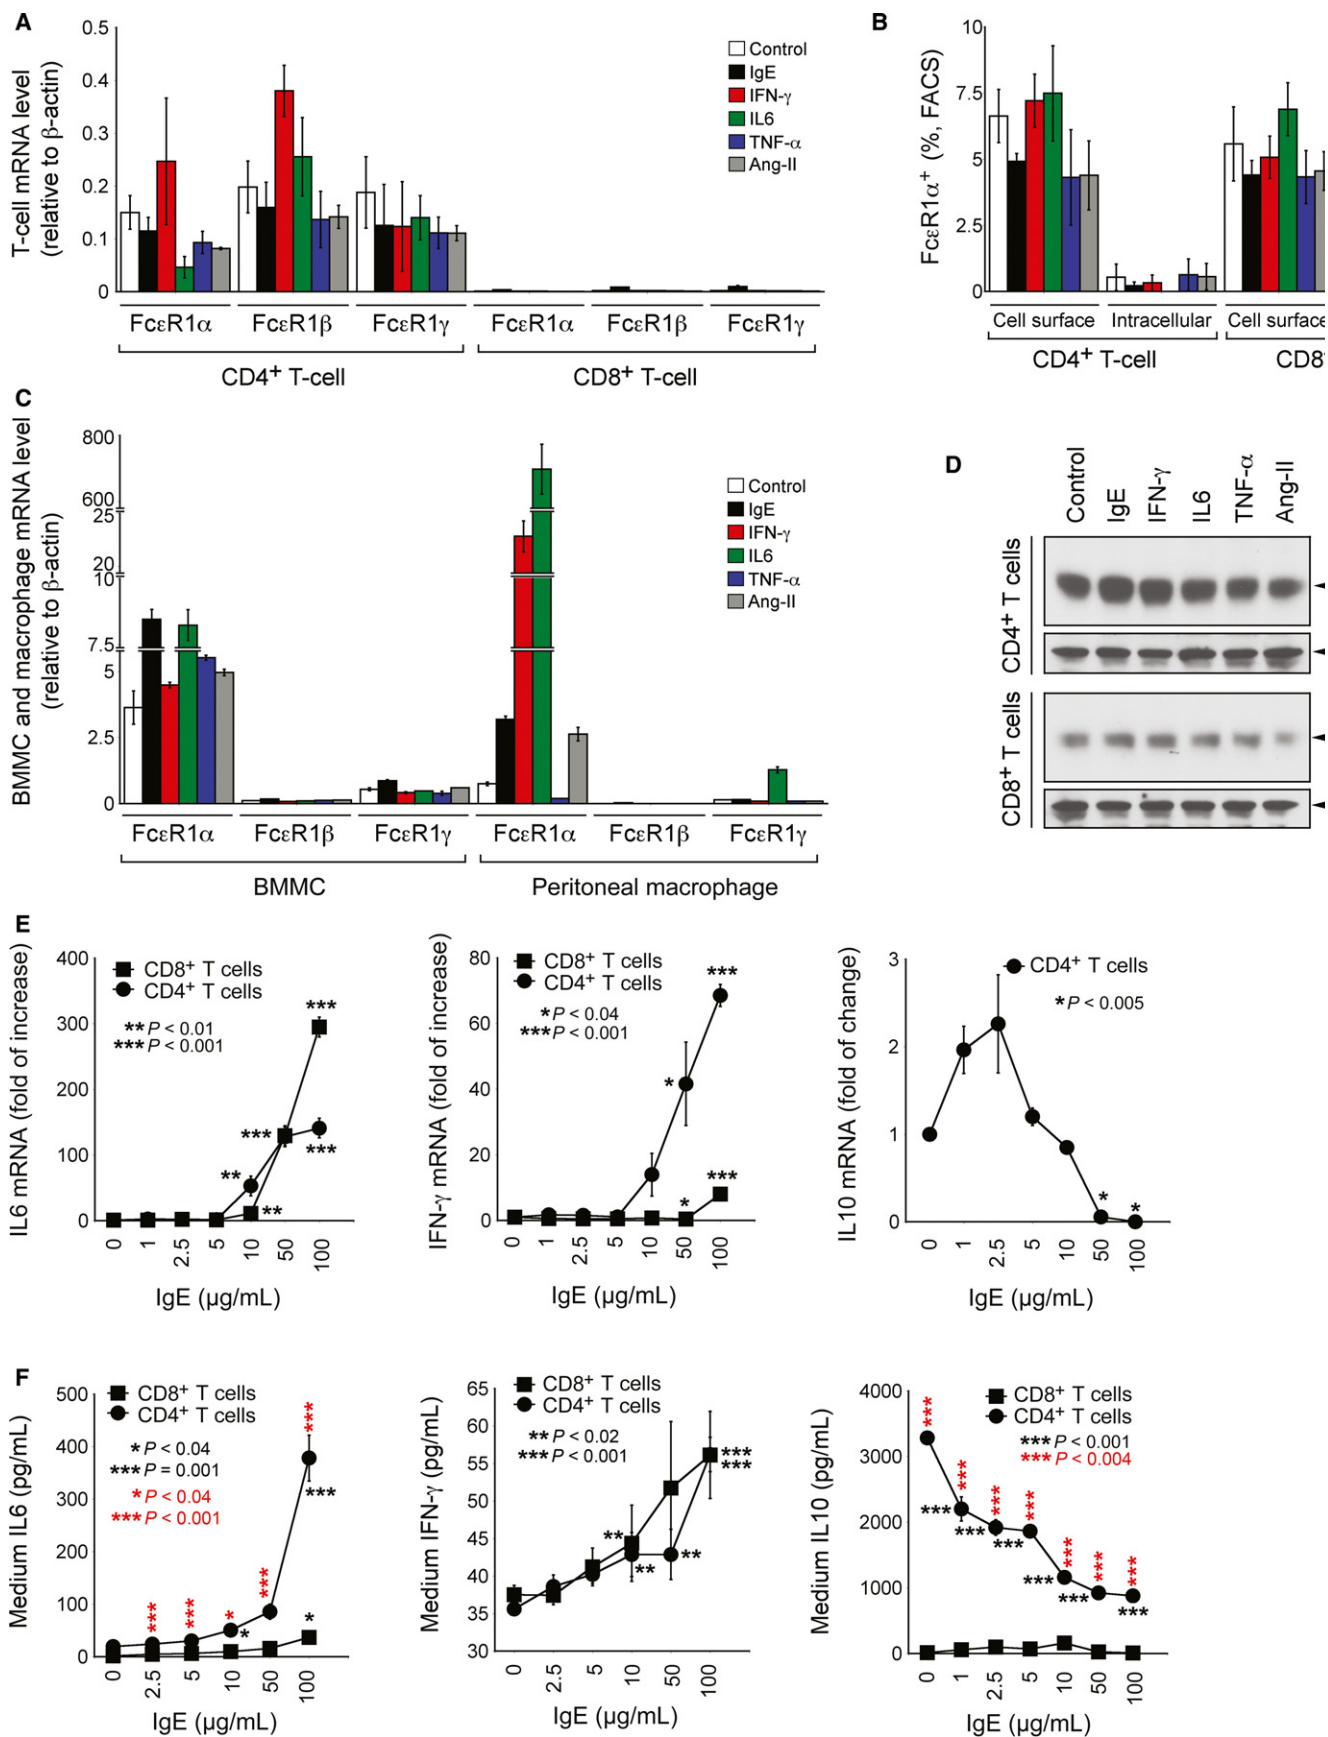 A
T-cell mRNA level
(relative to β-actin)
0.5
0.4
0.3
0.2
0.1
0
Control
IgE
IFN-γ
IL6
TNF-α
Ang-II
FcεR1α FcεR1β FcεR1γ FcεR1α FcεR1β FcεR1γ
CD4+ T-cell CD8+ T-cell
B
FcεR1α+ (%, FACS)
10
7.5
5
2.5
0
Cell surface Intracellular Cell surface
CD4+ T-cell CD8
C
BMMC and macrophage mRNA level
(relative to β-actin)
800
600
25
20
10
7.5
5
2.5
0
Control
IgE
IFN-γ
IL6
TNF-α
Ang-II
FcεR1α FcεR1β FcεR1γ FcεR1α FcεR1β FcεR1γ
BMMC Peritoneal macrophage
D
Control IgE IFN-γ IL6 TNF-α Ang-II
CD4+ T cells
CD8+ T cells
E
IL6 mRNA (fold of increase)
400
300
200
100
0
CD8+ T cells
CD4+ T cells
** P < 0.01
*** P < 0.001
***
***
***
**
**
0 1 2.5 5 10 50 100
IgE (µg/mL)
IFN-γ mRNA (fold of increase)
80
60
40
20
0
CD8+ T cells
CD4+ T cells
* P < 0.04
*** P < 0.001
***
*
***
*
0 1 2.5 5 10 50 100
IgE (µg/mL)
IL10 mRNA (fold of change)
3
2
1
0
CD4+ T cells
* P < 0.005
*
*
0 1 2.5 5 10 50 100
IgE (µg/mL)
F
Medium IL6 (pg/mL)
500
400
300
200
100
0
CD8+ T cells
CD4+ T cells
* P < 0.04
*** P = 0.001
* P < 0.04
*** P < 0.001
***
***
*** *** * ***
* *
0 2.5 5 10 50 100
IgE (µg/mL)
Medium IFN-γ (pg/mL)
65
60
55
50
45
40
35
30
CD8+ T cells
CD4+ T cells
** P < 0.02
*** P < 0.001
***
***
**
** **
0 2.5 5 10 50 100
IgE (µg/mL)
Medium IL10 (pg/mL)
4000
3000
2000
1000
0
CD8+ T cells
CD4+ T cells
*** P < 0.001
*** P < 0.004
***
*** *** ***
*** *** ***
*** *** ***
*** *** ***
0 1 2.5 5 10 50 100
IgE (µg/mL)